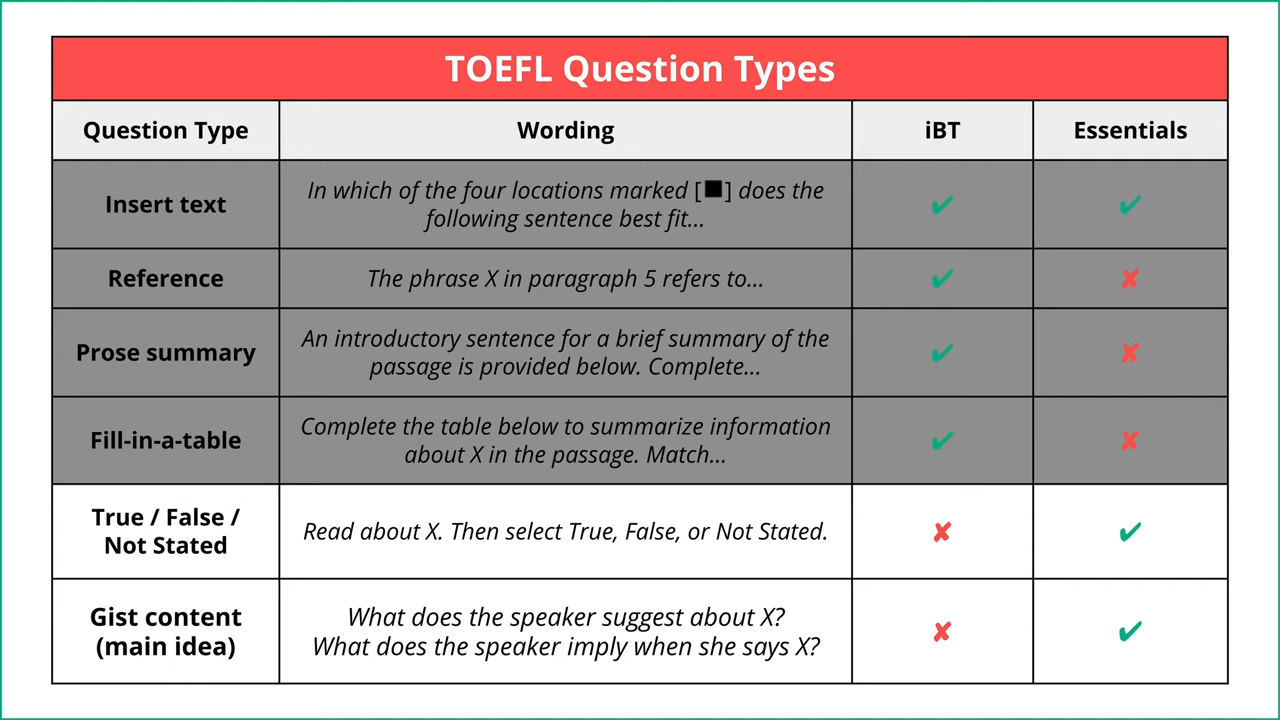 TOEFL Question Types
Question Type Wording iBT Essentials
Insert text
In which of the four locations marked [■] does the
following sentence best fit...
✔ ✔
Reference
The phrase X in paragraph 5 refers to...
✔ ✘
Prose summary
An introductory sentence for a brief summary of the
passage is provided below. Complete...
✔ ✘
Fill-in-a-table
Complete the table below to summarize information
about X in the passage. Match...
✔ ✘
True / False /
Not Stated
Read about X. Then select True, False, or Not Stated.
✘ ✔
Gist content
(main idea)
What does the speaker suggest about X?
What does the speaker imply when she says X?
✘ ✔